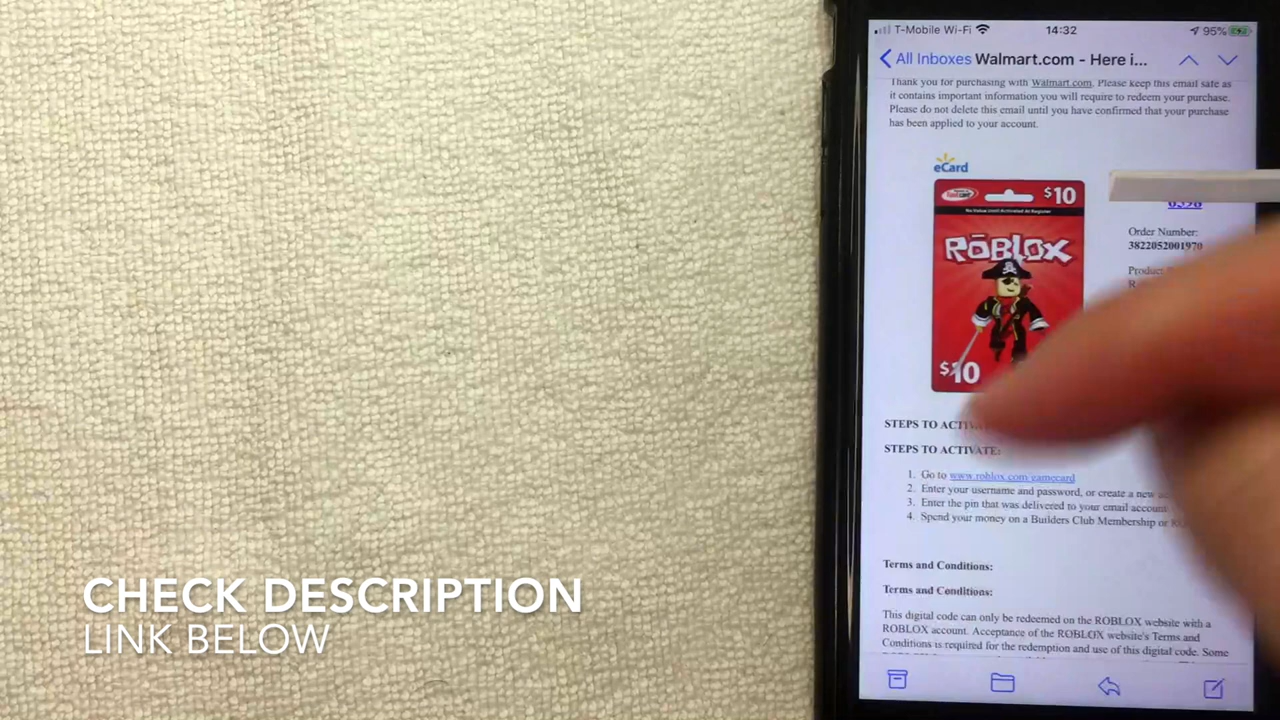 T-Mobile Wi-Fi 14:32 95%
All Inboxes Walmart.com - Here i...
Thank you for purchasing with Walmart.com. Please keep this email safe as
it contains important information you will require to redeem your purchase.
Please do not delete this email until you have confirmed that your purchase
has been applied to your account.
eCard
$10
No Value Until Activated At Register
ROBLOX
$10
Order Number:
3822052001970
STEPS TO
STEPS TO ACTIVATE:
1. Go to www.roblox.com/gamecard
2. Enter your username and password, or create a new
3. Enter the pin that was delivered to your email account
4. Spend your money on a Builders Club Membership or
Terms and Conditions:
Terms and Conditions:
This digital code can only be redeemed on the ROBLOX website with a
ROBLOX account. Acceptance of the ROBLOX website's Terms and
Conditions is required for the redemption and use of this digital code. Some
CHECK DESCRIPTION
LINK BELOW